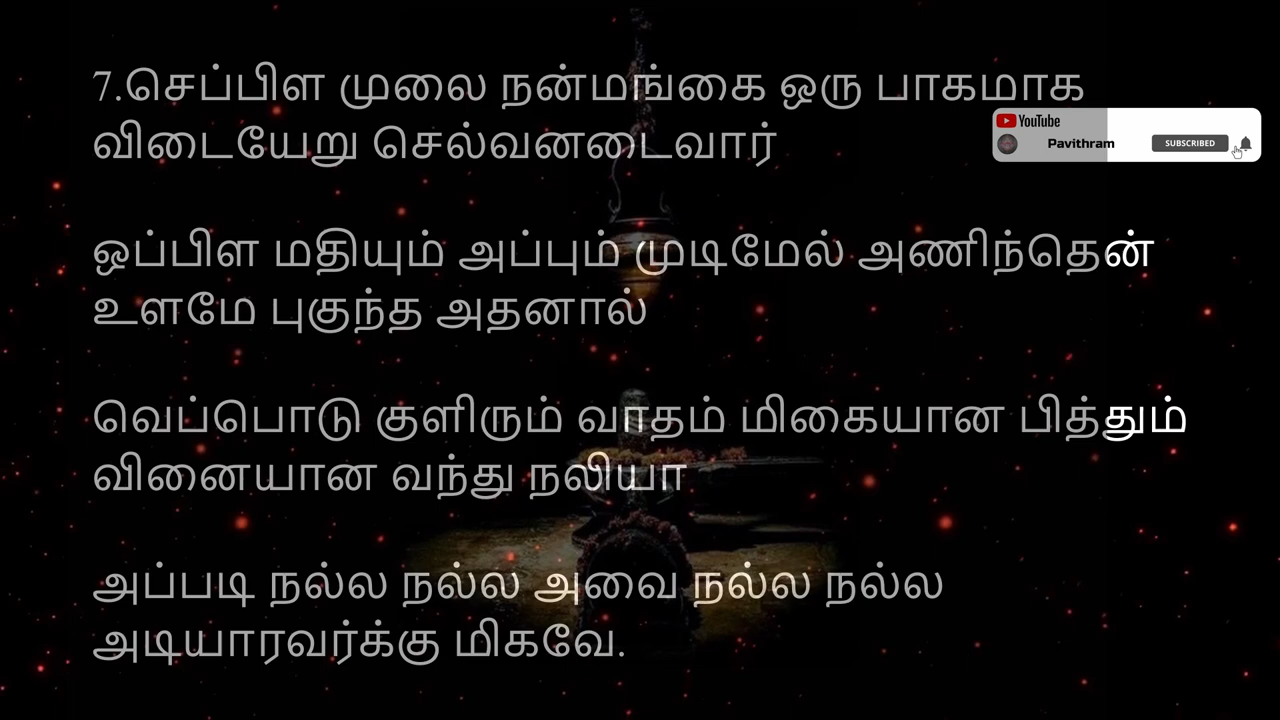 7.செப்பிள முலை நன்மங்கை ஒரு பாகமாக
விடையேறு செல்வனடைவார்
YouTube
Pavithram
SUBSCRIBED
ஒப்பிள மதியும் அப்பும் முடிமேல் அணிந்தென்
உளமே புகுந்த அதனால்
வெப்பொடு குளிரும் வாதம் மிகையான பித்தும்
வினையான வந்து நலியா
அப்படி நல்ல நல்ல அவை நல்ல நல்ல
அடியாரவர்க்கு மிகவே.